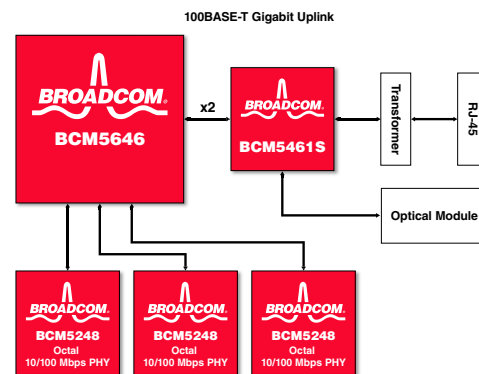 100BASE-T Gigabit Uplink
BROADCOM®
BCM5646
x2
BROADCOM®
BCM5461S
Transformer
RJ-45
Optical Module
BROADCOM®
BCM5248
Octal
10/100 Mbps PHY
BROADCOM®
BCM5248
Octal
10/100 Mbps PHY
BROADCOM®
BCM5248
Octal
10/100 Mbps PHY